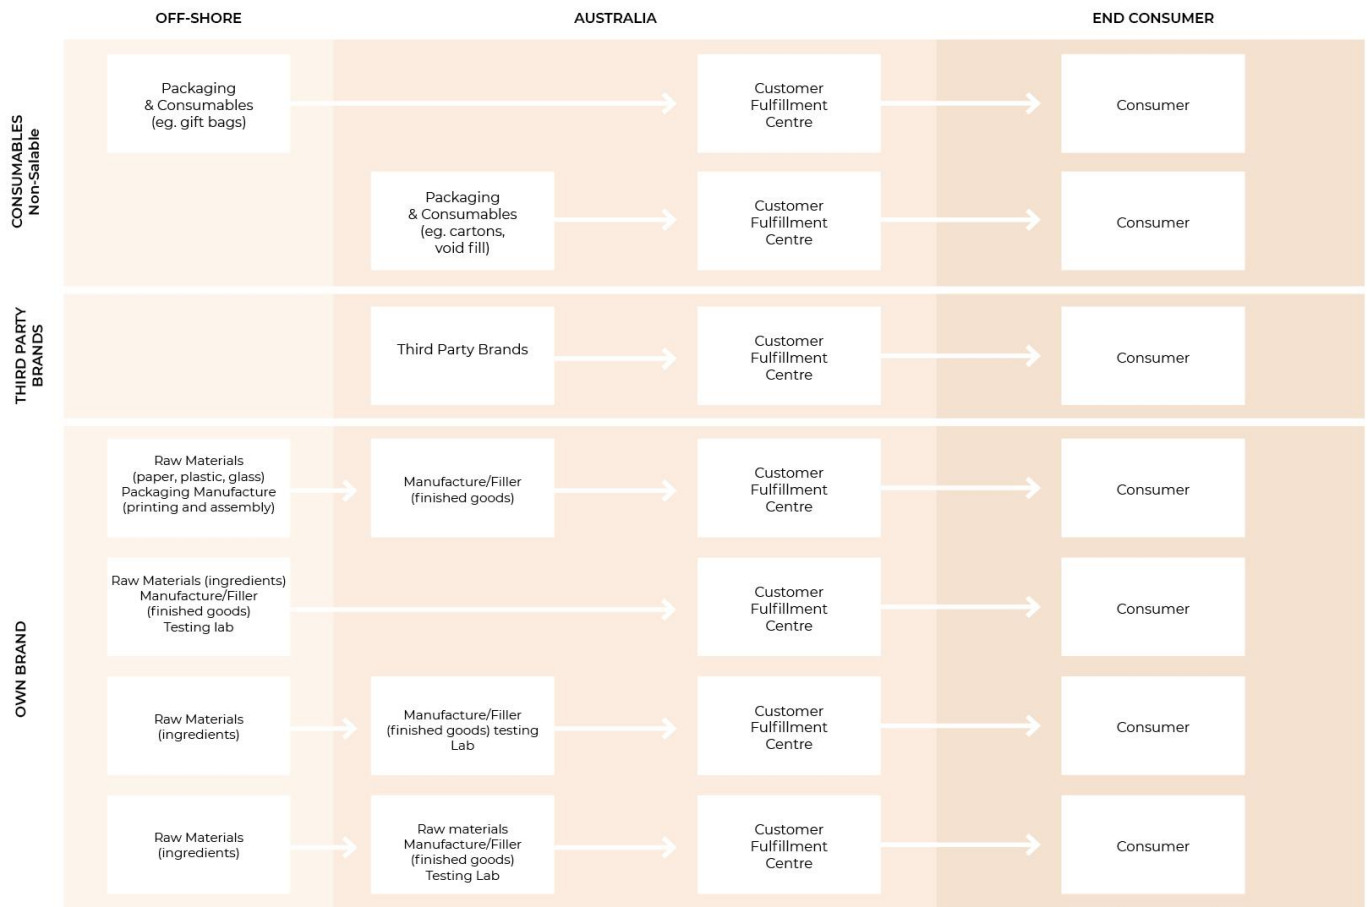 OFF-SHORE
AUSTRALIA
END CONSUMER
CONSUMABLES
Non-Salable
Packaging
& Consumables
(eg. gift bags)
Customer
Fulfillment
Centre
Consumer
Packaging
& Consumables
(eg. cartons,
void fill)
Customer
Fulfillment
Centre
Consumer
THIRD PARTY
BRANDS
Third Party Brands
Customer
Fulfillment
Centre
Consumer
OWN BRAND
Raw Materials
(paper, plastic, glass)
Packaging Manufacture
(printing and assembly)
Manufacture/Filler
(finished goods)
Customer
Fulfillment
Centre
Consumer
Raw Materials (ingredients)
Manufacture/Filler
(finished goods)
Testing lab
Customer
Fulfillment
Centre
Consumer
Raw Materials
(ingredients)
Manufacture/Filler
(finished goods) testing
Lab
Customer
Fulfillment
Centre
Consumer
Raw Materials
(ingredients)
Raw materials
Manufacture/Filler
(finished goods)
Testing Lab
Customer
Fulfillment
Centre
Consumer